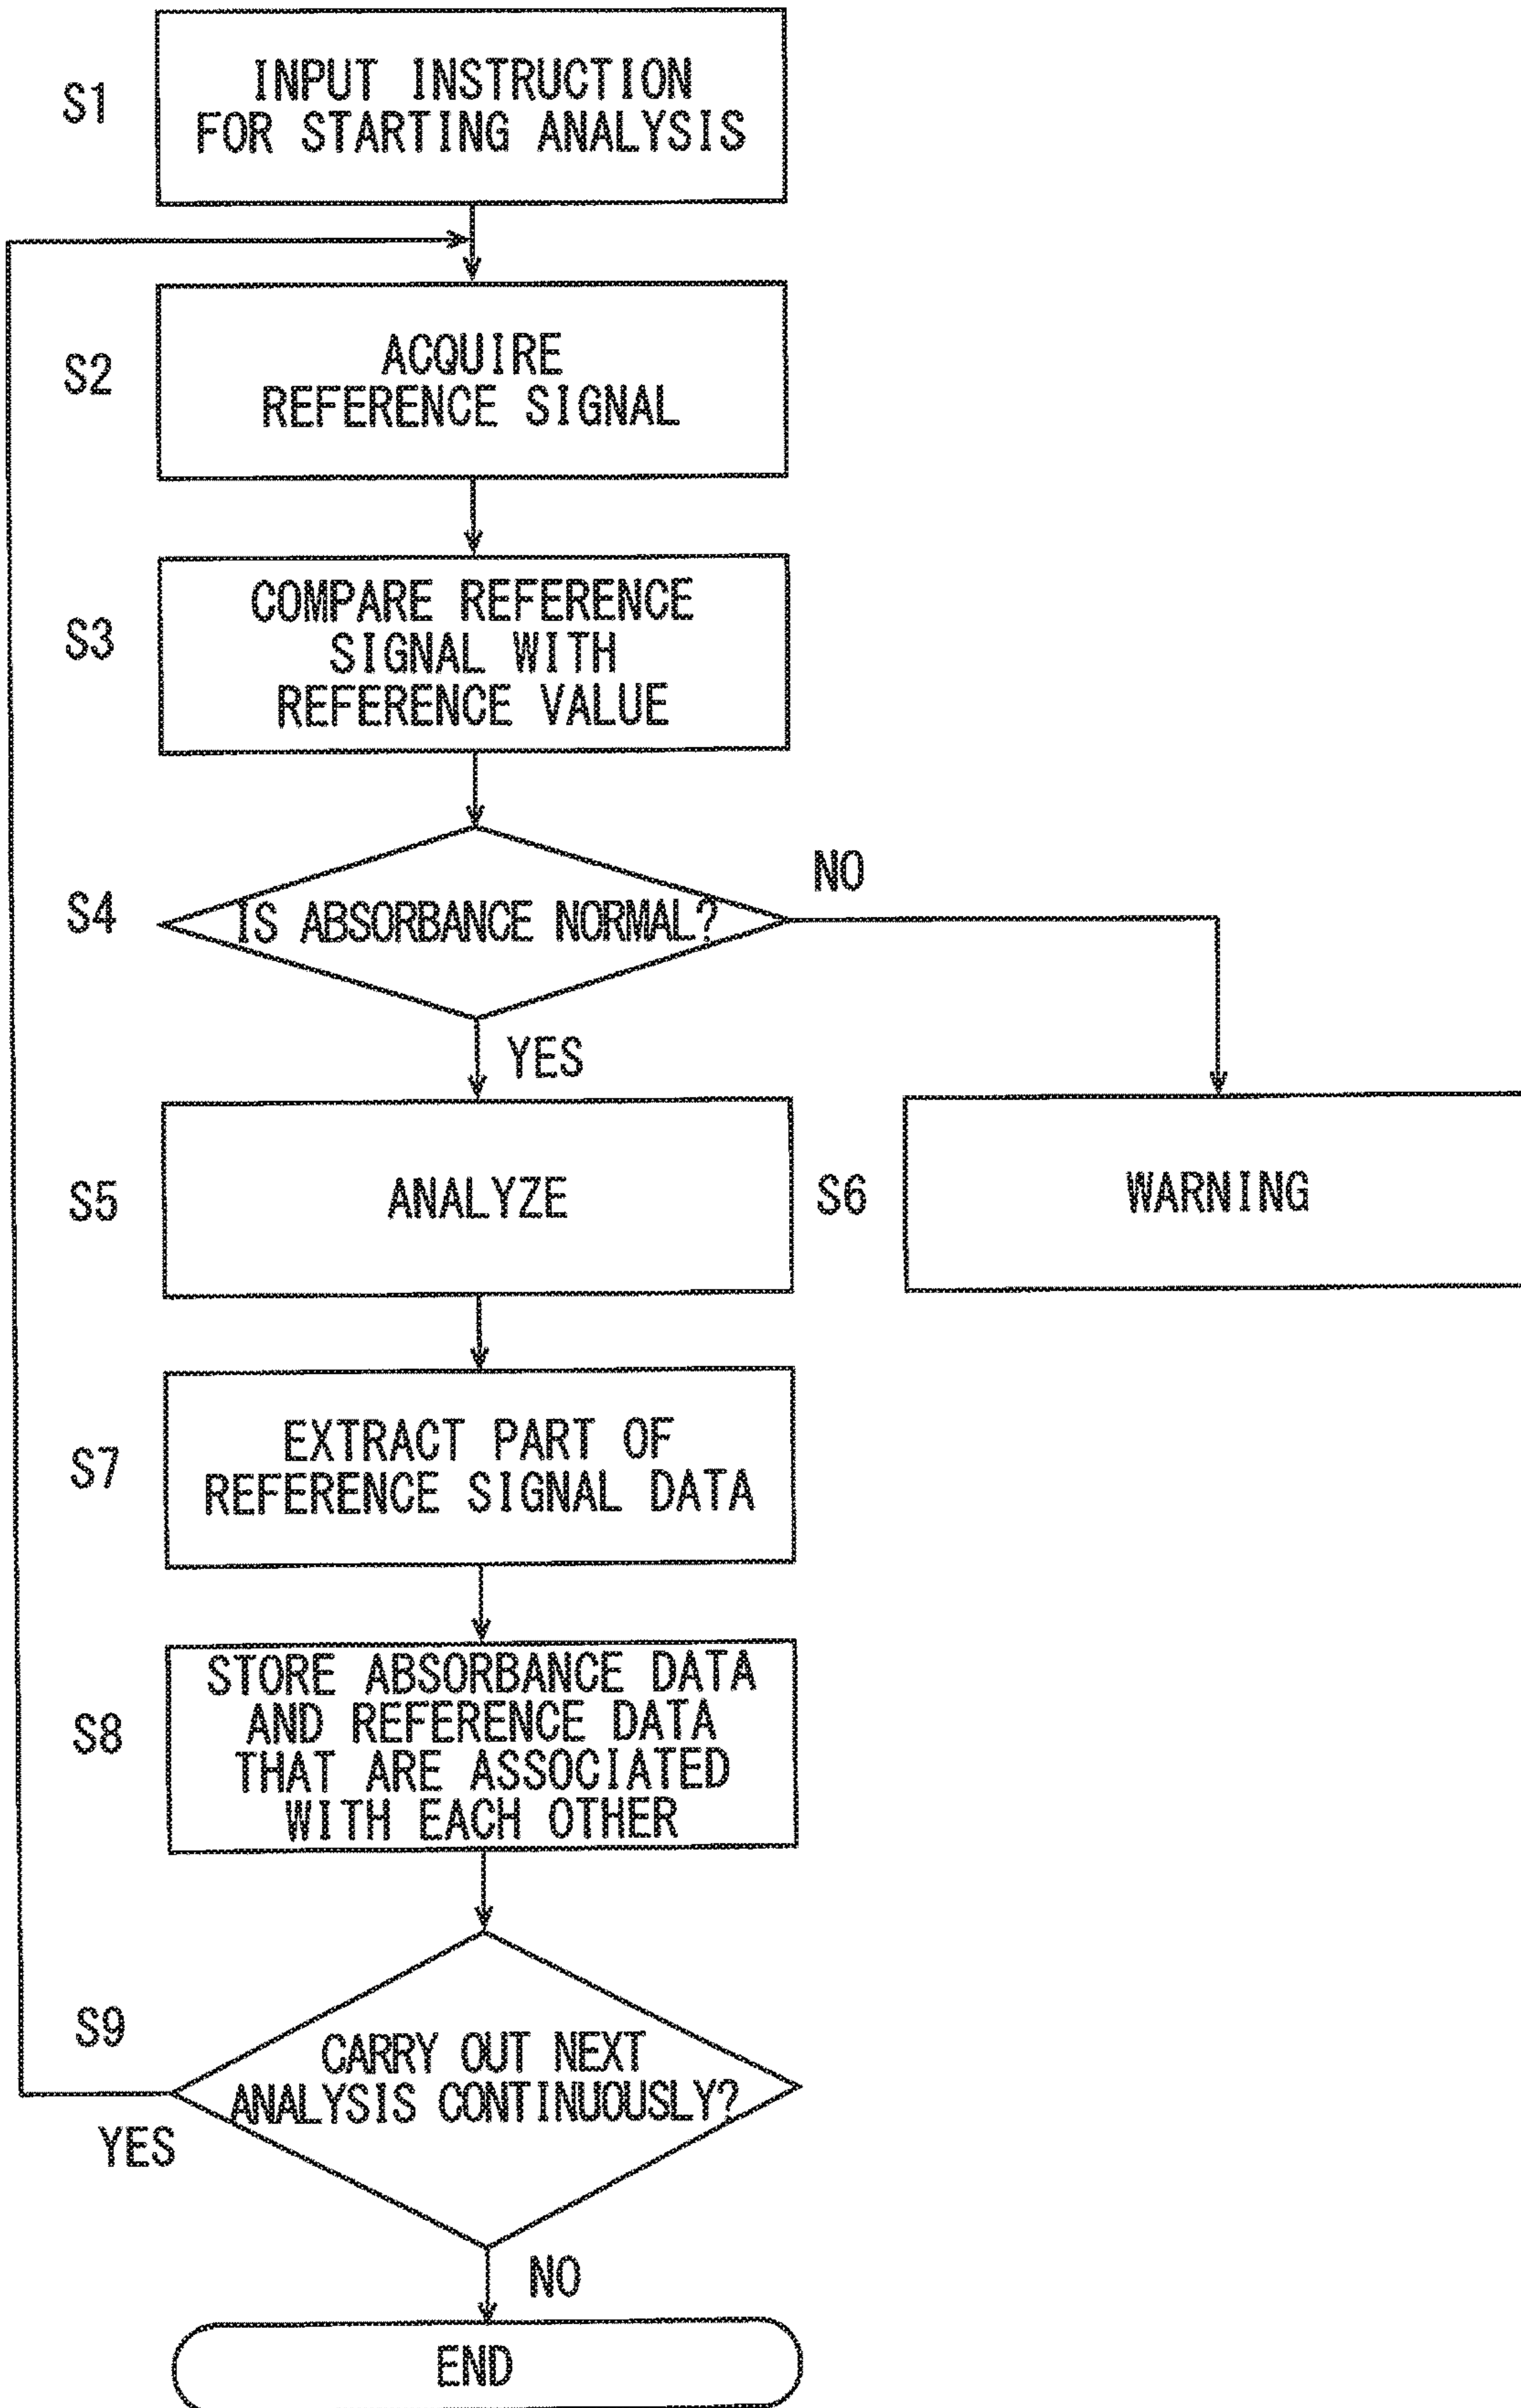 S1
INPUT INSTRUCTION
FOR STARTING ANALYSIS
S2
ACQUIRE
REFERENCE SIGNAL
S3
COMPARE REFERENCE
SIGNAL WITH
REFERENCE VALUE
S4
IS ABSORBANCE NORMAL?
NO
YES
S5
ANALYZE
S6
WARNING
S7
EXTRACT PART OF
REFERENCE SIGNAL DATA
S8
STORE ABSORBANCE DATA
AND REFERENCE DATA
THAT ARE ASSOCIATED
WITH EACH OTHER
S9
CARRY OUT NEXT
ANALYSIS CONTINUOUSLY?
YES
NO
END